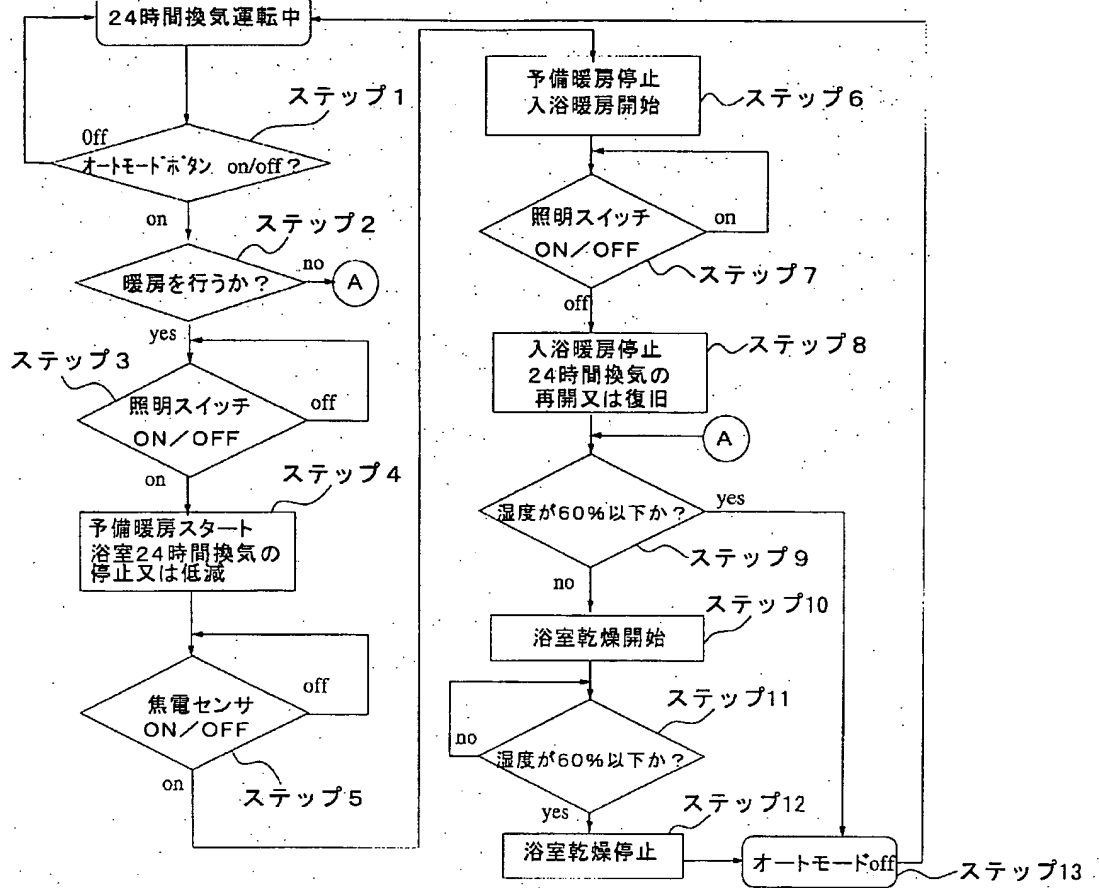 24時間換気運転中
ステップ1
Off
オートモードボタン on/off？
on
ステップ2
暖房を行うか？
no
A
yes
ステップ3
照明スイッチ
ON／OFF
off
on
ステップ4
予備暖房スタート
浴室24時間換気の
停止又は低減
焦電センサ
ON／OFF
off
on
ステップ5
予備暖房停止
入浴暖房開始
ステップ6
照明スイッチ
ON／OFF
on
ステップ7
off
入浴暖房停止
24時間換気の
再開又は復旧
ステップ8
A
湿度が60%以下か？
yes
ステップ9
no
ステップ10
浴室乾燥開始
ステップ11
no
湿度が60%以下か？
yes
ステップ12
浴室乾燥停止
オートモードoff
ステップ13